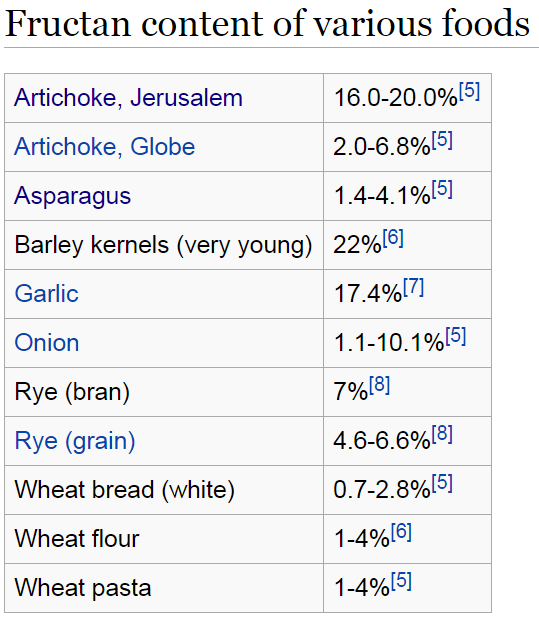 Fructan content of various foods
Artichoke, Jerusalem 16.0-20.0%[5]
Artichoke, Globe 2.0-6.8%[5]
Asparagus 1.4-4.1%[5]
Barley kernels (very young) 22%[6]
Garlic 17.4%[7]
Onion 1.1-10.1%[5]
Rye (bran) 7%[8]
Rye (grain) 4.6-6.6%[8]
Wheat bread (white) 0.7-2.8%[5]
Wheat flour 1-4%[6]
Wheat pasta 1-4%[5]